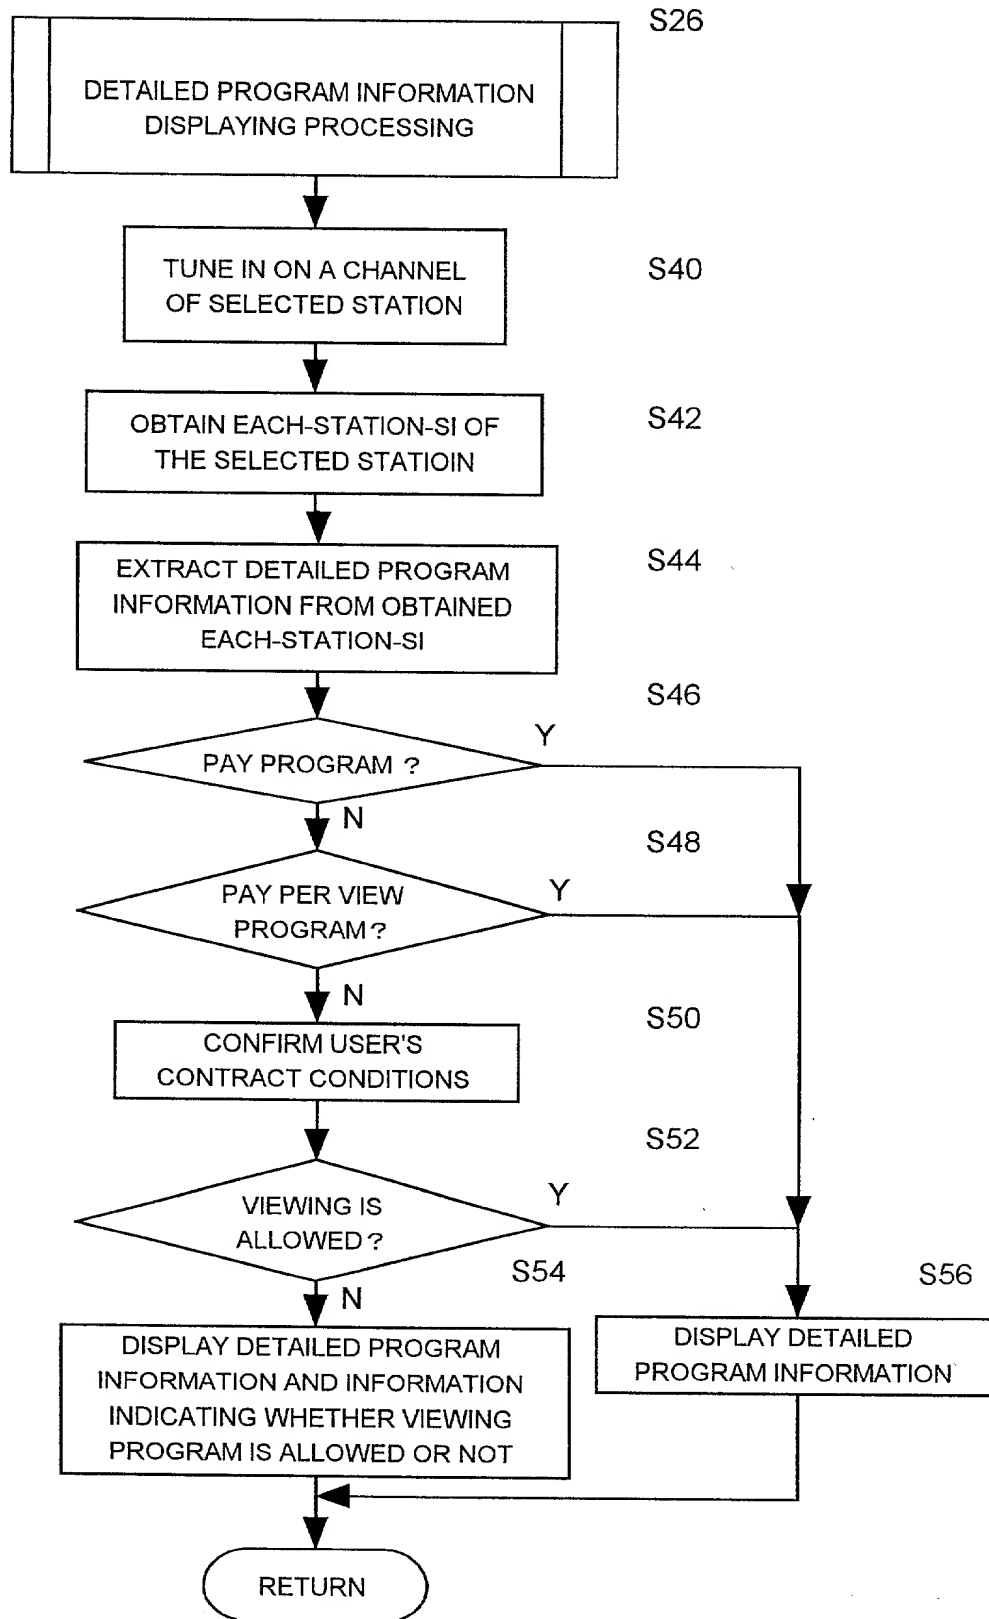 S26
DETAILED PROGRAM INFORMATION
DISPLAYING PROCESSING
TUNE IN ON A CHANNEL
OF SELECTED STATION
S40
OBTAIN EACH-STATION-SI OF
THE SELECTED STATIOIN
S42
EXTRACT DETAILED PROGRAM
INFORMATION FROM OBTAINED
EACH-STATION-SI
S44
S46
PAY PROGRAM ?
Y
N
S48
PAY PER VIEW
PROGRAM?
Y
N
S50
CONFIRM USER'S
CONTRACT CONDITIONS
S52
VIEWING IS
ALLOWED?
Y
N
S54
DISPLAY DETAILED PROGRAM
INFORMATION AND INFORMATION
INDICATING WHETHER VIEWING
PROGRAM IS ALLOWED OR NOT
S56
DISPLAY DETAILED
PROGRAM INFORMATION
RETURN